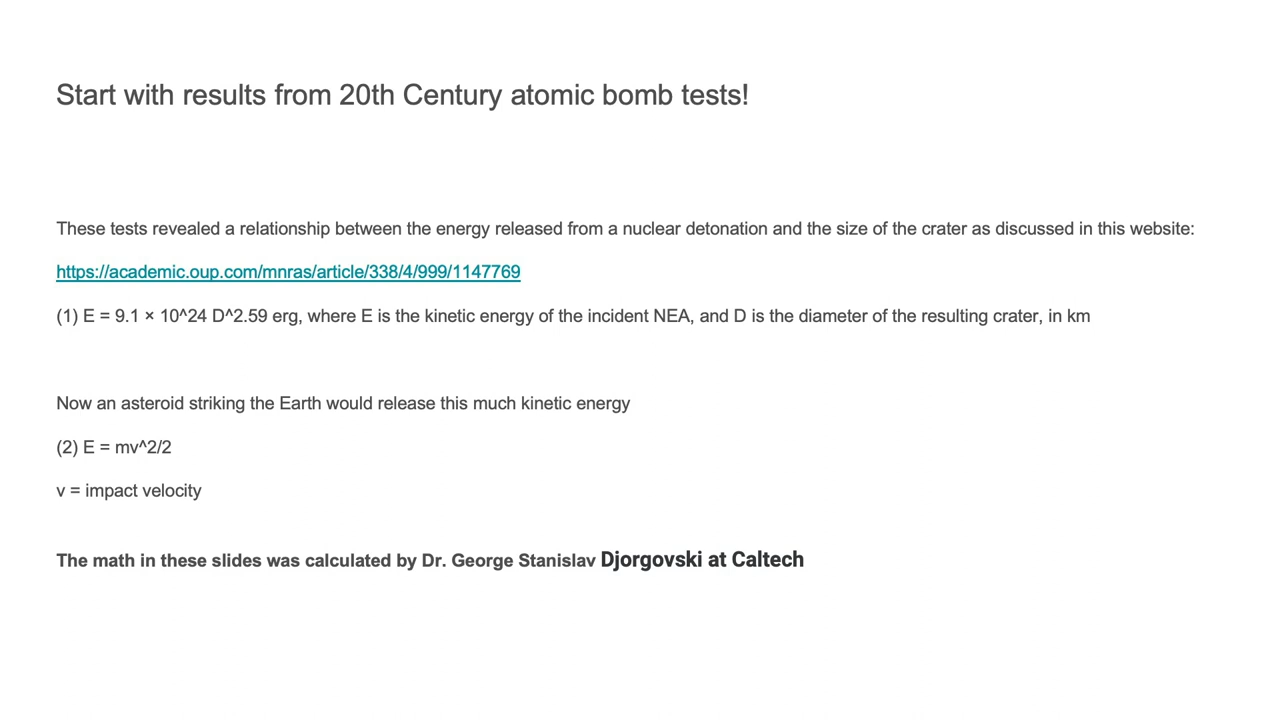 Start with results from 20th Century atomic bomb tests!
These tests revealed a relationship between the energy released from a nuclear detonation and the size of the crater as discussed in this website:
https://academic.oup.com/mnras/article/338/4/999/1147769
(1) E = 9.1 × 10^24 D^2.59 erg, where E is the kinetic energy of the incident NEA, and D is the diameter of the resulting crater, in km
Now an asteroid striking the Earth would release this much kinetic energy
(2) E = mv^2/2
v = impact velocity
The math in these slides was calculated by Dr. George Stanislav Djorgovski at Caltech